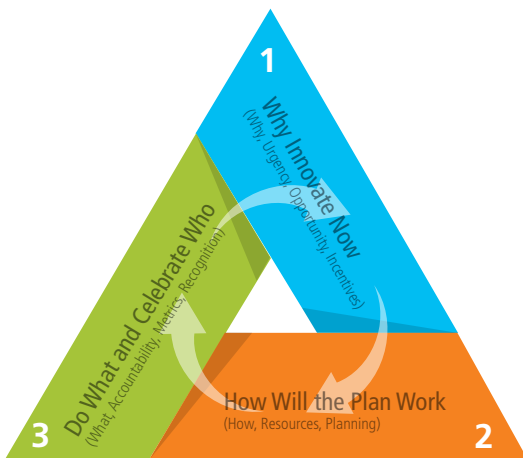 1
Why Innovate Now
(Why, Urgency, Opportunity, Incentives)
How Will the Plan Work
(How, Resources, Planning)
2
Do What and Celebrate Who
(What, Accountability, Metrics, Recognition)
3